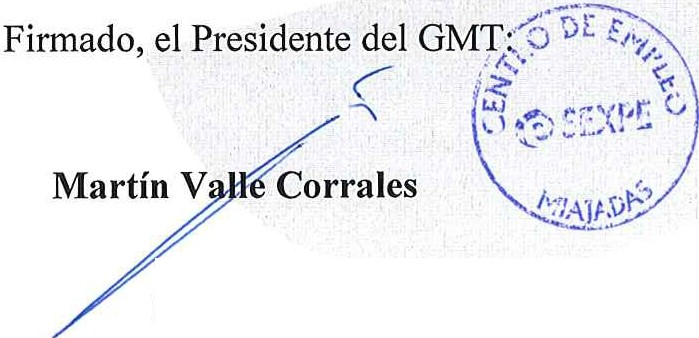 Firmado, el Presidente del GMT:
CENTRO DE EMPLEO
SEXPE
MIAJADAS
Martín Valle Corrales